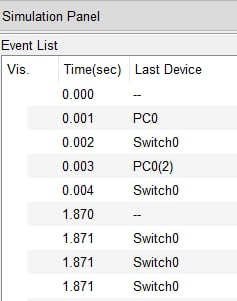 Simulation Panel
Event List
Vis. Time(sec) Last Device
0.000 --
0.001 PC0
0.002 Switch0
0.003 PC0(2)
0.004 Switch0
1.870 --
1.871 Switch0
1.871 Switch0
1.871 Switch0